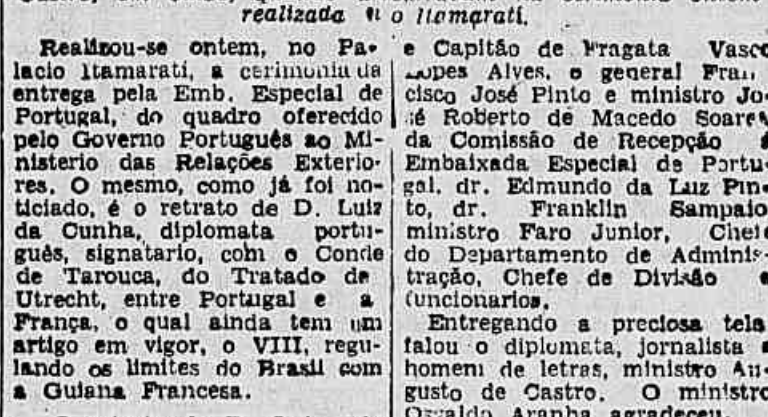 realizada no Itamarati.
Realizou-se ontem, no Pa-
lacio Itamarati, a cerimonia da
entrega pela Emb. Especial de
Portugal, do quadro oferecido
pelo Governo Português ao Mi-
nisterio das Relações Exterio-
res. O mesmo, como já foi no-
ticiado, é o retrato de D. Luiz
da Cunha, diplomata portu-
guês, signatario, com o Conde
de Tarouca, do Tratado de
Utrecht, entre Portugal e a
França, o qual ainda tem um
artigo em vigor, o VIII, regu-
lando os limites do Brasil com
a Guiana Francesa.
e Capitão de Fragata Vasco
Lopes Alves, o general Fran-
cisco José Pinto e ministro Jo-
sé Roberto de Macedo Soares
da Comissão de Recepção á
Embaixada Especial de Portu-
gal, dr. Edmundo da Luz Pin-
to, dr. Franklin Sampaio
ministro Faro Junior, Chefe
do Departamento de Adminis-
tração, Chefe de Divisão e
funcionarios.
Entregando a preciosa tela
falou o diplomata, jornalista e
homem de letras, ministro Au-
gusto de Castro. O ministro
Osvaldo Aranha agradeceu